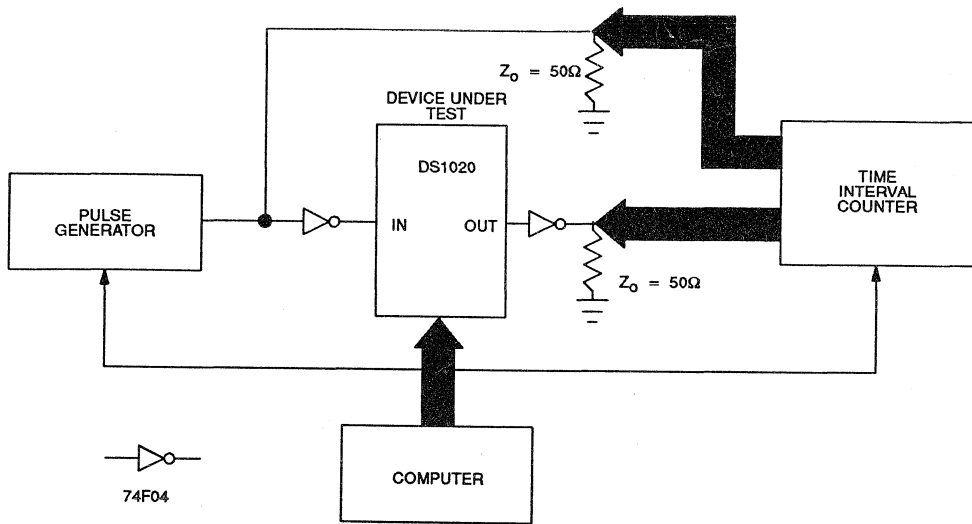 Z₀ = 50Ω
DEVICE UNDER
TEST
DS1020
PULSE
GENERATOR
IN
OUT
TIME
INTERVAL
COUNTER
Z₀ = 50Ω
COMPUTER
74F04